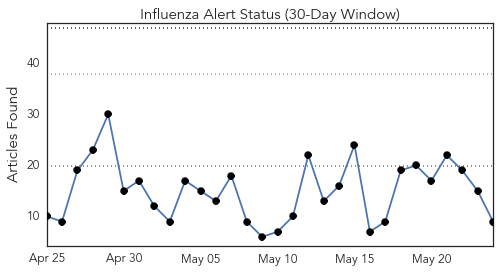 Influenza Alert Status (30-Day Window)
Articles Found
40
30
20
10
Apr 25
Apr 30
May 05
May 10
May 15
May 20